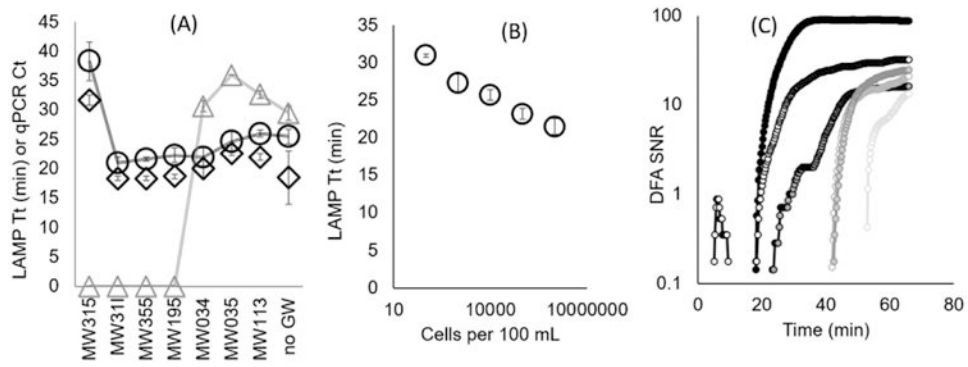 (A)
LAMP Tt (min) or qPCR Ct
45
40
35
30
25
20
15
10
5
0
MW315
MW31I
MW355
MW195
MW034
MW035
MW113
no GW
(B)
LAMP Tt (min)
35
30
25
20
15
10
5
0
10
10000
10000000
Cells per 100 mL
(C)
DFA SNR
100
10
1
0.1
0
20
40
60
80
Time (min)